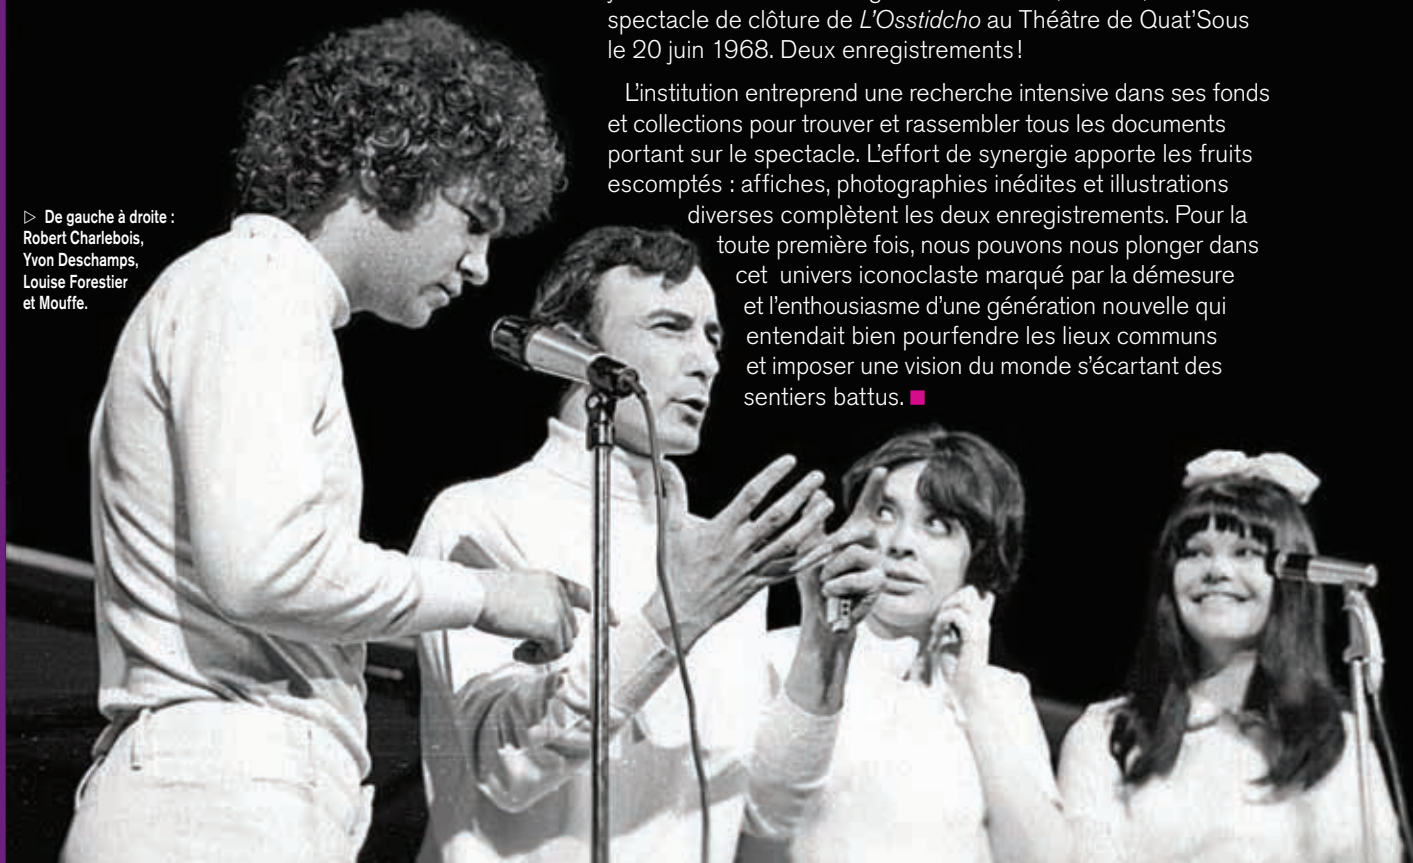 spectacle de clôture de L'Osstidcho au Théâtre de Quat'Sous
le 20 juin 1968. Deux enregistrements!
L'institution entreprend une recherche intensive dans ses fonds
et collections pour trouver et rassembler tous les documents
portant sur le spectacle. L'effort de synergie apporte les fruits
escomptés : affiches, photographies inédites et illustrations
diverses complètent les deux enregistrements. Pour la
toute première fois, nous pouvons nous plonger dans
cet univers iconoclaste marqué par la démesure
et l'enthousiasme d'une génération nouvelle qui
entendait bien pourfendre les lieux communs
et imposer une vision du monde s'écartant des
sentiers battus. ■
▷ De gauche à droite :
Robert Charlebois,
Yvon Deschamps,
Louise Forestier
et Mouffe.